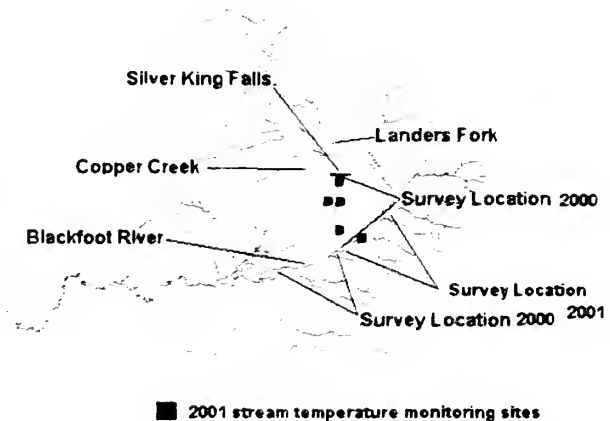 Silver King Falls
Landers Fork
Copper Creek
Survey Location 2000
Blackfoot River
Survey Location
2001
Survey Location 2000
2001 stream temperature monitoring sites